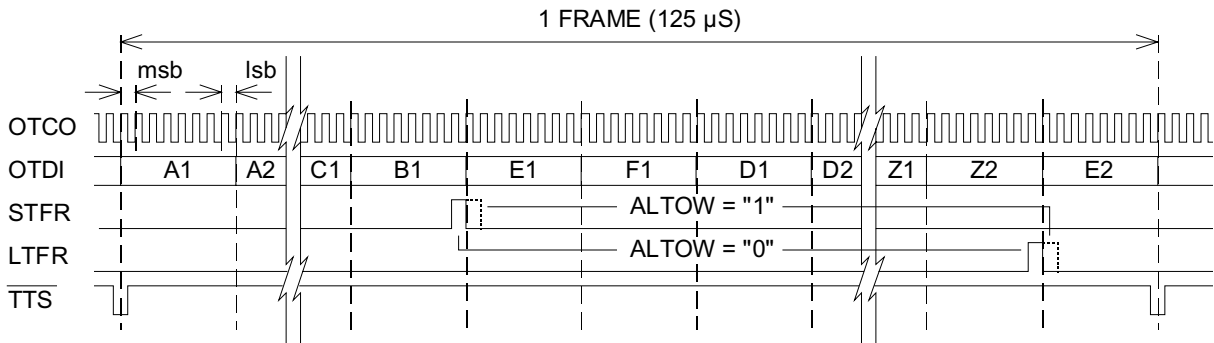 1 FRAME (125 µS)
msb lsb
OTCO
OTDI A1 A2 C1 B1 E1 F1 D1 D2 Z1 Z2 E2
STFR ALTOW = "1"
LTFR ALTOW = "0"
TTS